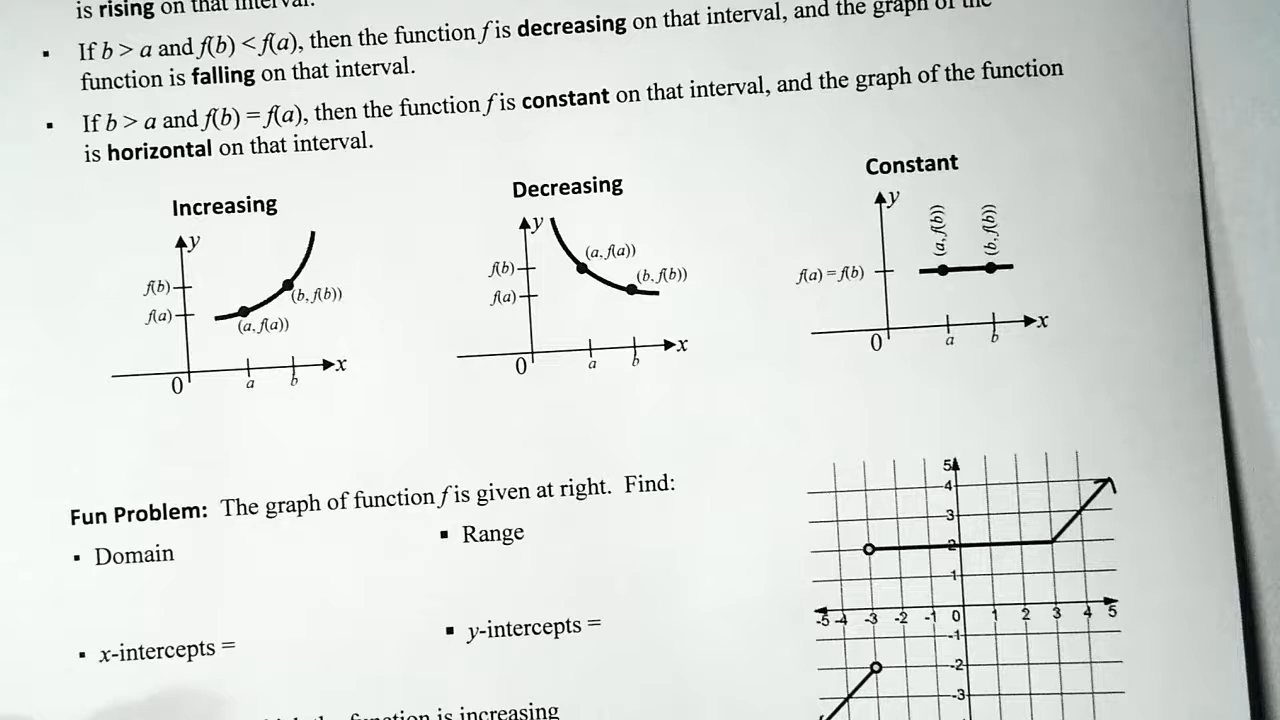 is rising on that interval.
▪ If b > a and f(b) < f(a), then the function f is decreasing on that interval, and the graph of the
function is falling on that interval.
▪ If b > a and f(b) = f(a), then the function f is constant on that interval, and the graph of the function
is horizontal on that interval.
Increasing
y
f(b)
f(a)
(b, f(b))
(a, f(a))
x
0
a
b
Decreasing
y
f(b)
f(a)
(a, f(a))
(b, f(b))
x
0
a
b
Constant
y
(a, f(b))
(b, f(b))
f(a) = f(b)
x
0
a
b
Fun Problem: The graph of function f is given at right. Find:
▪ Domain
▪ Range
▪ x-intercepts =
▪ y-intercepts =
function is increasing
5
4
3
2
1
-5 -4 -3 -2 -1 0 1 2 3 4 5
-1
-2
-3